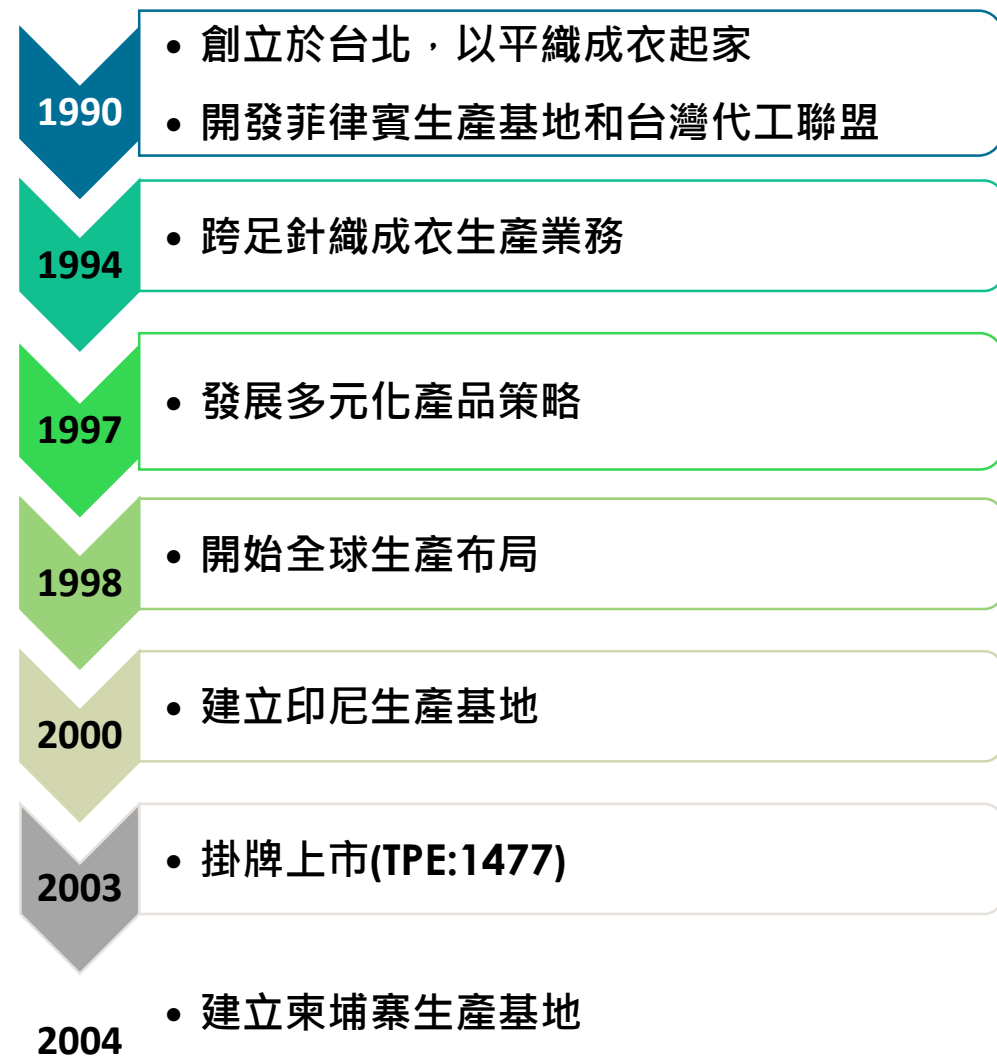 1990
• 創立於台北，以平織成衣起家
• 開發菲律賓生產基地和台灣代工聯盟
1994
• 跨足針織成衣生產業務
1997
• 發展多元化產品策略
1998
• 開始全球生產布局
2000
• 建立印尼生產基地
2003
• 掛牌上市(TPE:1477)
2004
• 建立柬埔寨生產基地